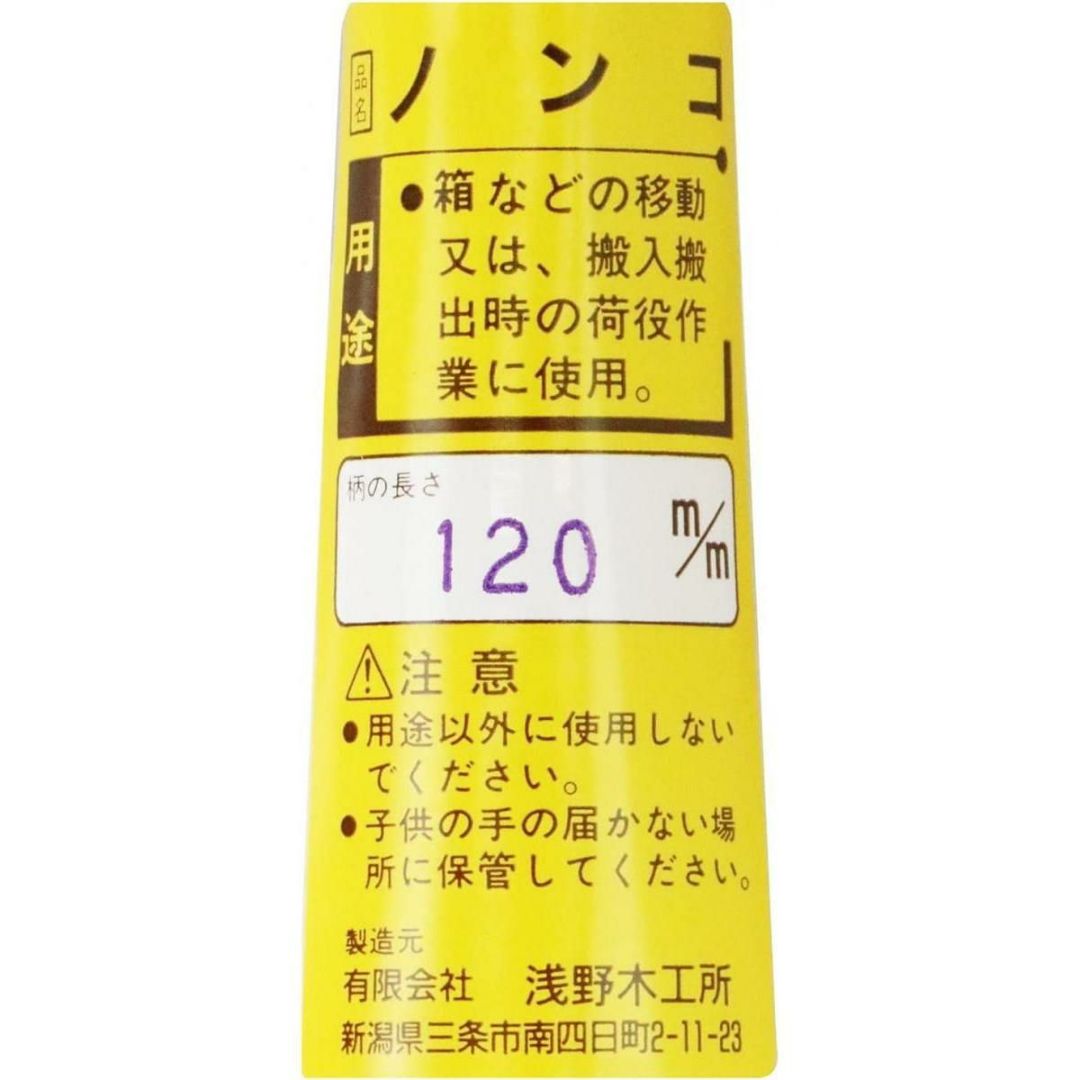 品名 ノンコ
用途
●箱などの移動
又は、搬入搬
出時の荷役作
業に使用。
柄の長さ
120 m/m
⚠注意
●用途以外に使用しない
でください。
●子供の手の届かない場
所に保管してください。
製造元
有限会社 浅野木工所
新潟県三条市南四日町2-11-23